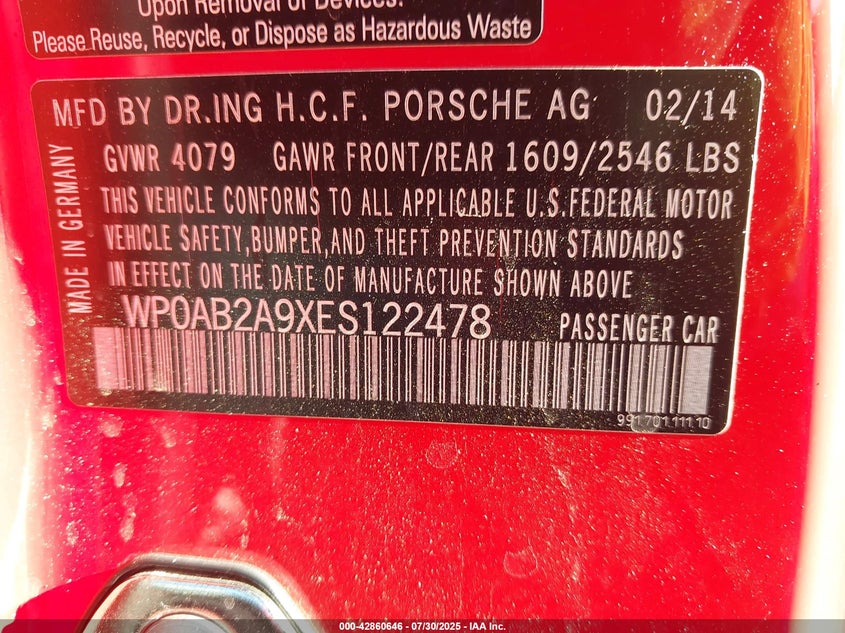 Upon Removal of Devices.
Please Reuse, Recycle, or Dispose as Hazardous Waste
MFD BY DR.ING H.C.F. PORSCHE AG 02/14
GVWR 4079 GAWR FRONT/REAR 1609/2546 LBS
THIS VEHICLE CONFORMS TO ALL APPLICABLE U.S.FEDERAL MOTOR
VEHICLE SAFETY,BUMPER,AND THEFT PREVENTION STANDARDS
IN EFFECT ON THE DATE OF MANUFACTURE SHOWN ABOVE
MADE IN GERMANY
WP0AB2A9XES122478 PASSENGER CAR
991.701.111.10
000-42860646 - 07/30/2025 - IAA Inc.